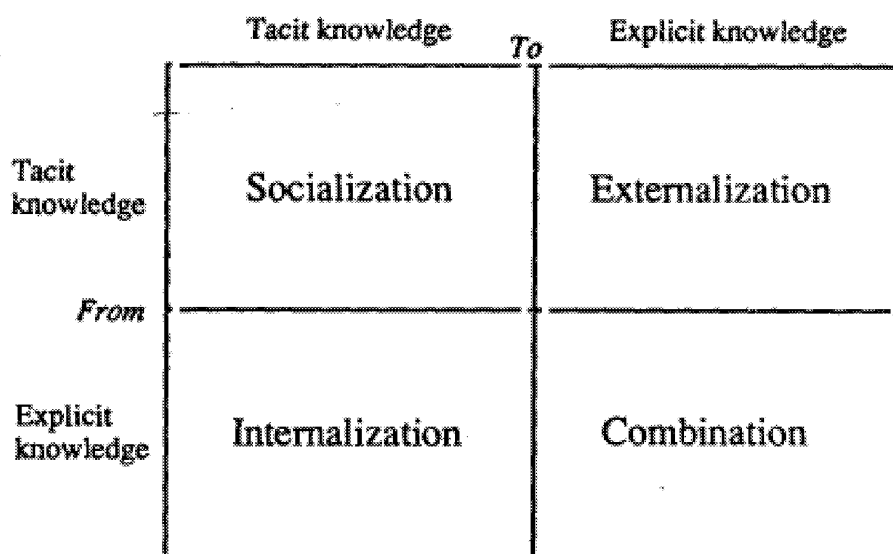 Tacit knowledge
To
Explicit knowledge
Tacit
knowledge
Socialization
Externalization
From
Explicit
knowledge
Internalization
Combination